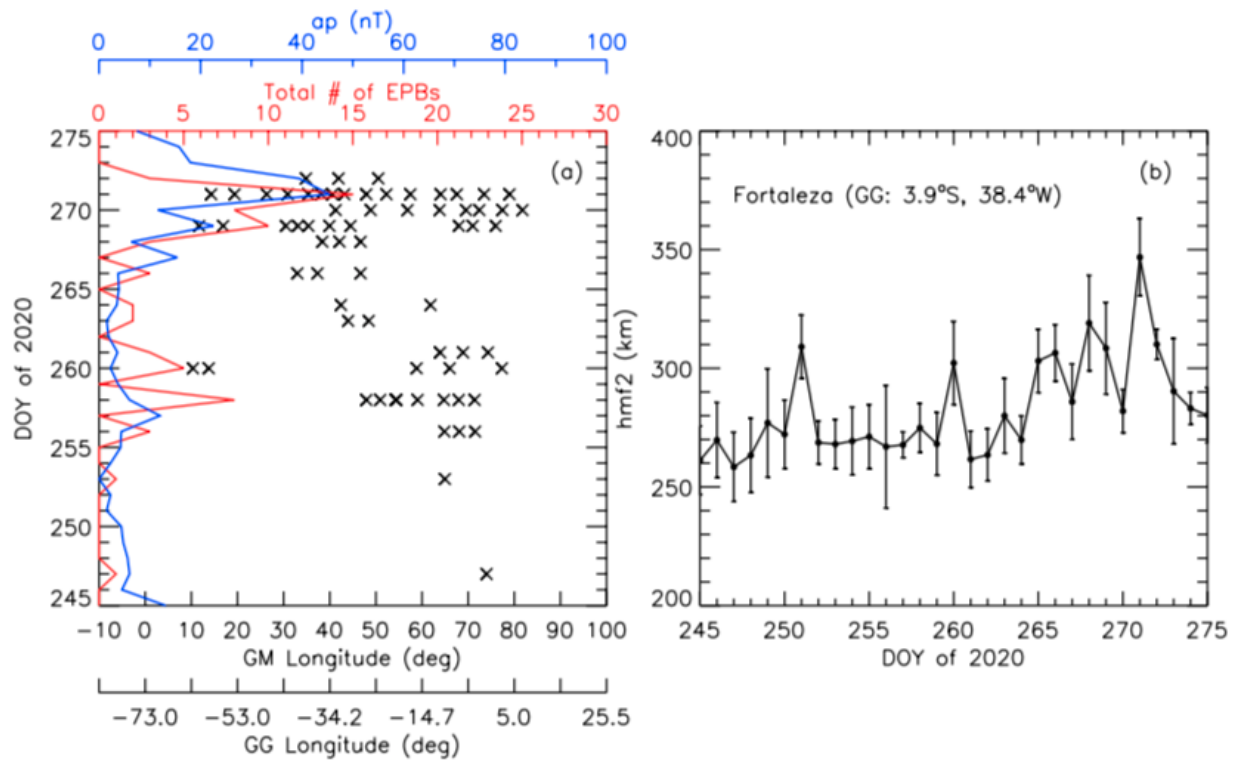 ap (nT)
0 20 40 60 80 100
Total # of EPBs
0 5 10 15 20 25 30
(a)
275
270
265
260
255
250
245
DOY of 2020
-10 0 10 20 30 40 50 60 70 80 90 100
GM Longitude (deg)
-73.0 -53.0 -34.2 -14.7 5.0 25.5
GG Longitude (deg)
(b)
Fortaleza (GG: 3.9°S, 38.4°W)
400
350
300
250
200
hmf2 (km)
245 250 255 260 265 270 275
DOY of 2020